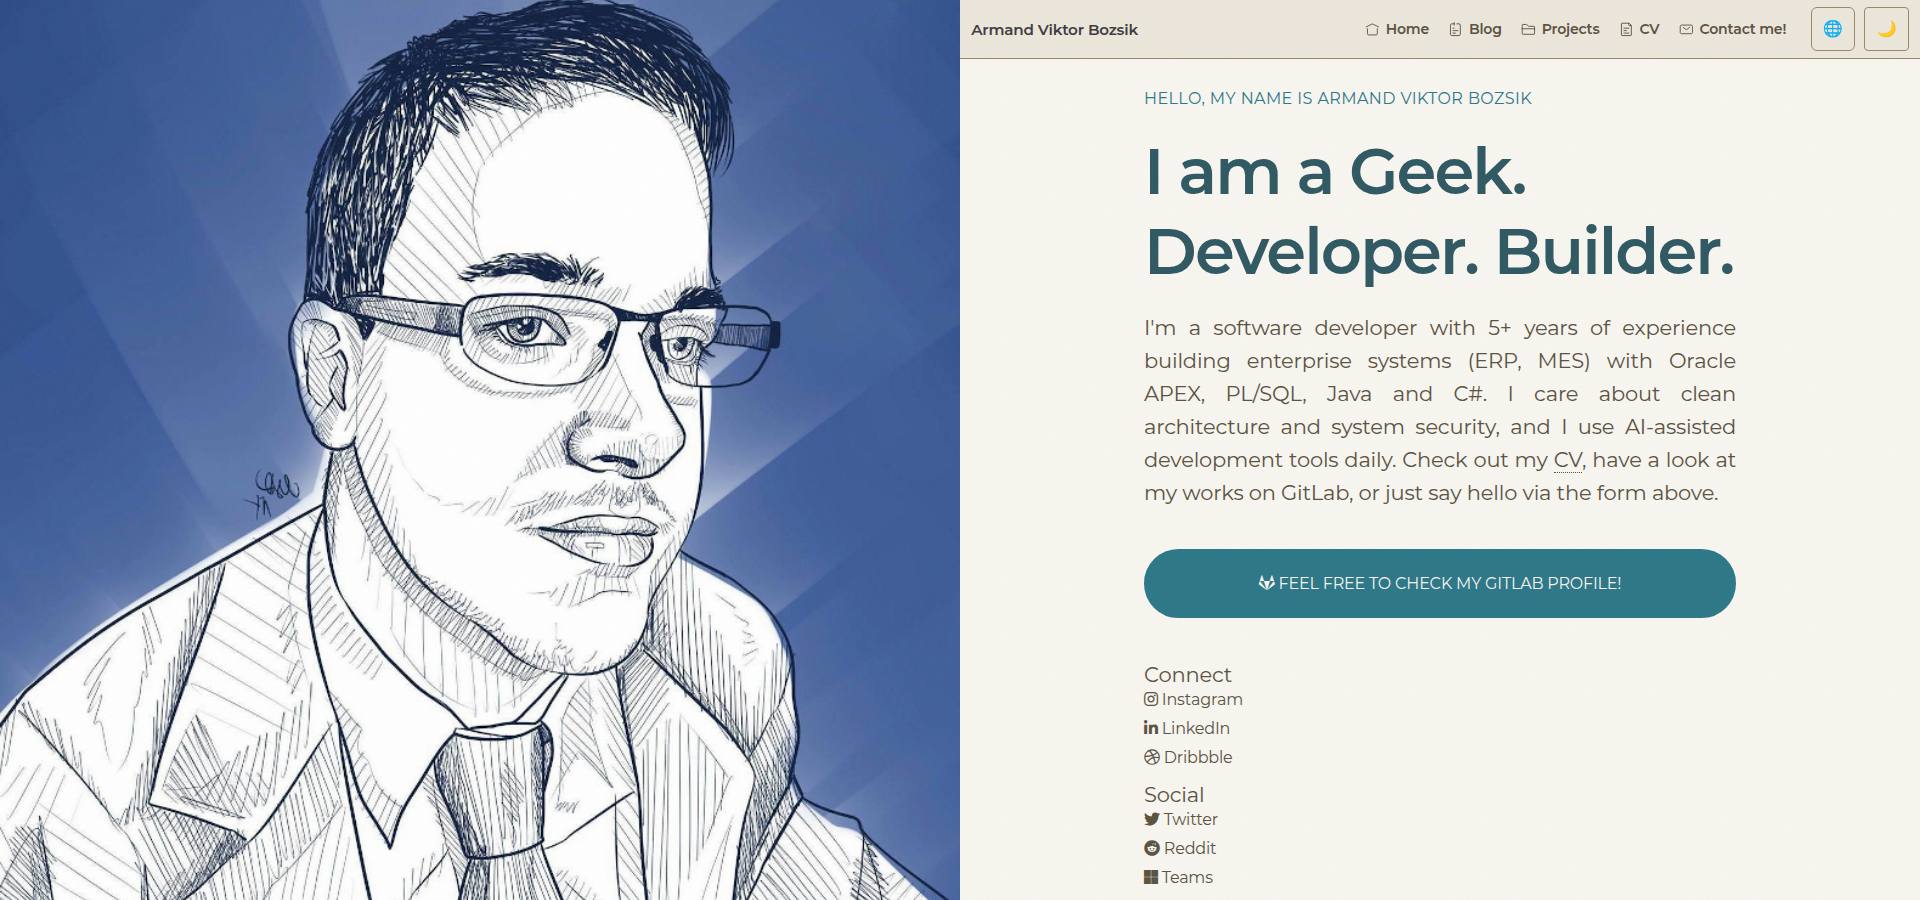 Armand Viktor Bozsik
Home
Blog
Projects
CV
Contact me!
HELLO, MY NAME IS ARMAND VIKTOR BOZSIK
I am a Geek.
Developer. Builder.
I'm a software developer with 5+ years of experience
building enterprise systems (ERP, MES) with Oracle
APEX, PL/SQL, Java and C#. I care about clean
architecture and system security, and I use AI-assisted
development tools daily. Check out my CV, have a look at
my works on GitLab, or just say hello via the form above.
FEEL FREE TO CHECK MY GITLAB PROFILE!
Connect
Instagram
LinkedIn
Dribbble
Social
Twitter
Reddit
Teams